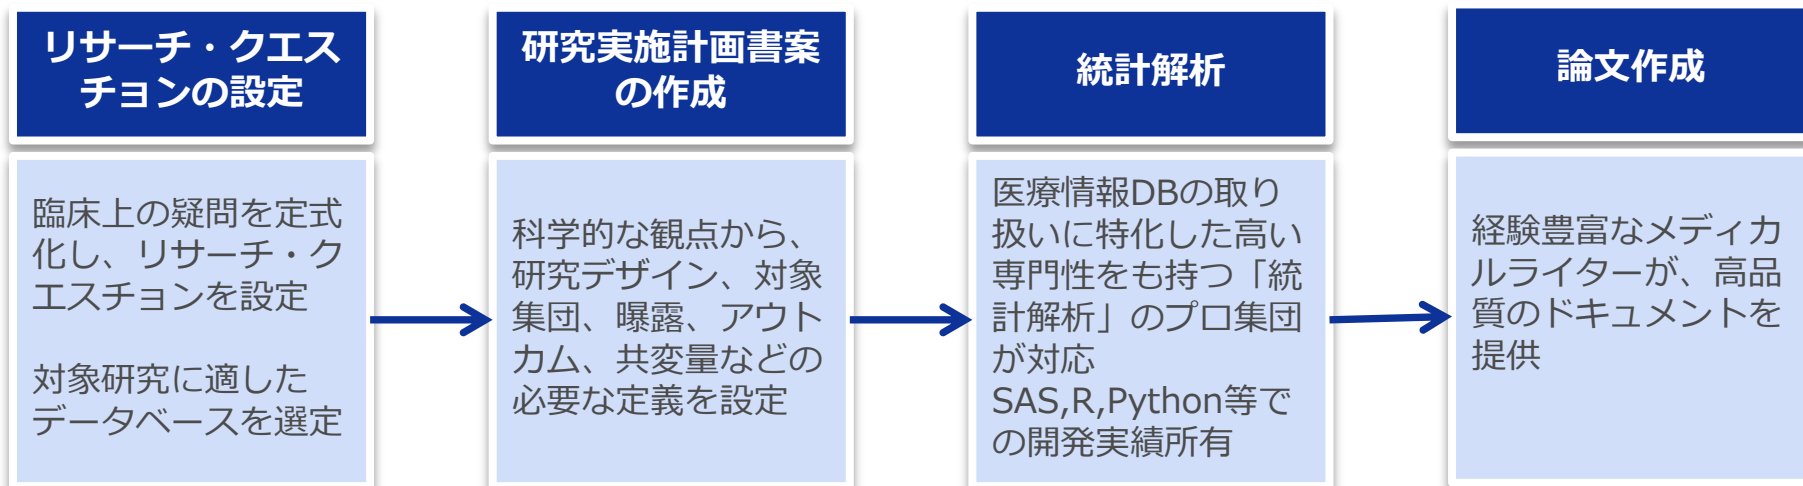 リサーチ・クエス
チョンの設定
臨床上の疑問を定式
化し、リサーチ・ク
エスチョンを設定
対象研究に適した
データベースを選定
研究実施計画書案
の作成
科学的な観点から、
研究デザイン、対象
集団、曝露、アウト
カム、共変量などの
必要な定義を設定
統計解析
医療情報DBの取り
扱いに特化した高い
専門性をも持つ「統
計解析」のプロ集団
が対応
SAS,R,Python等で
の開発実績所有
論文作成
経験豊富なメディカ
ルライターが、高品
質のドキュメントを
提供